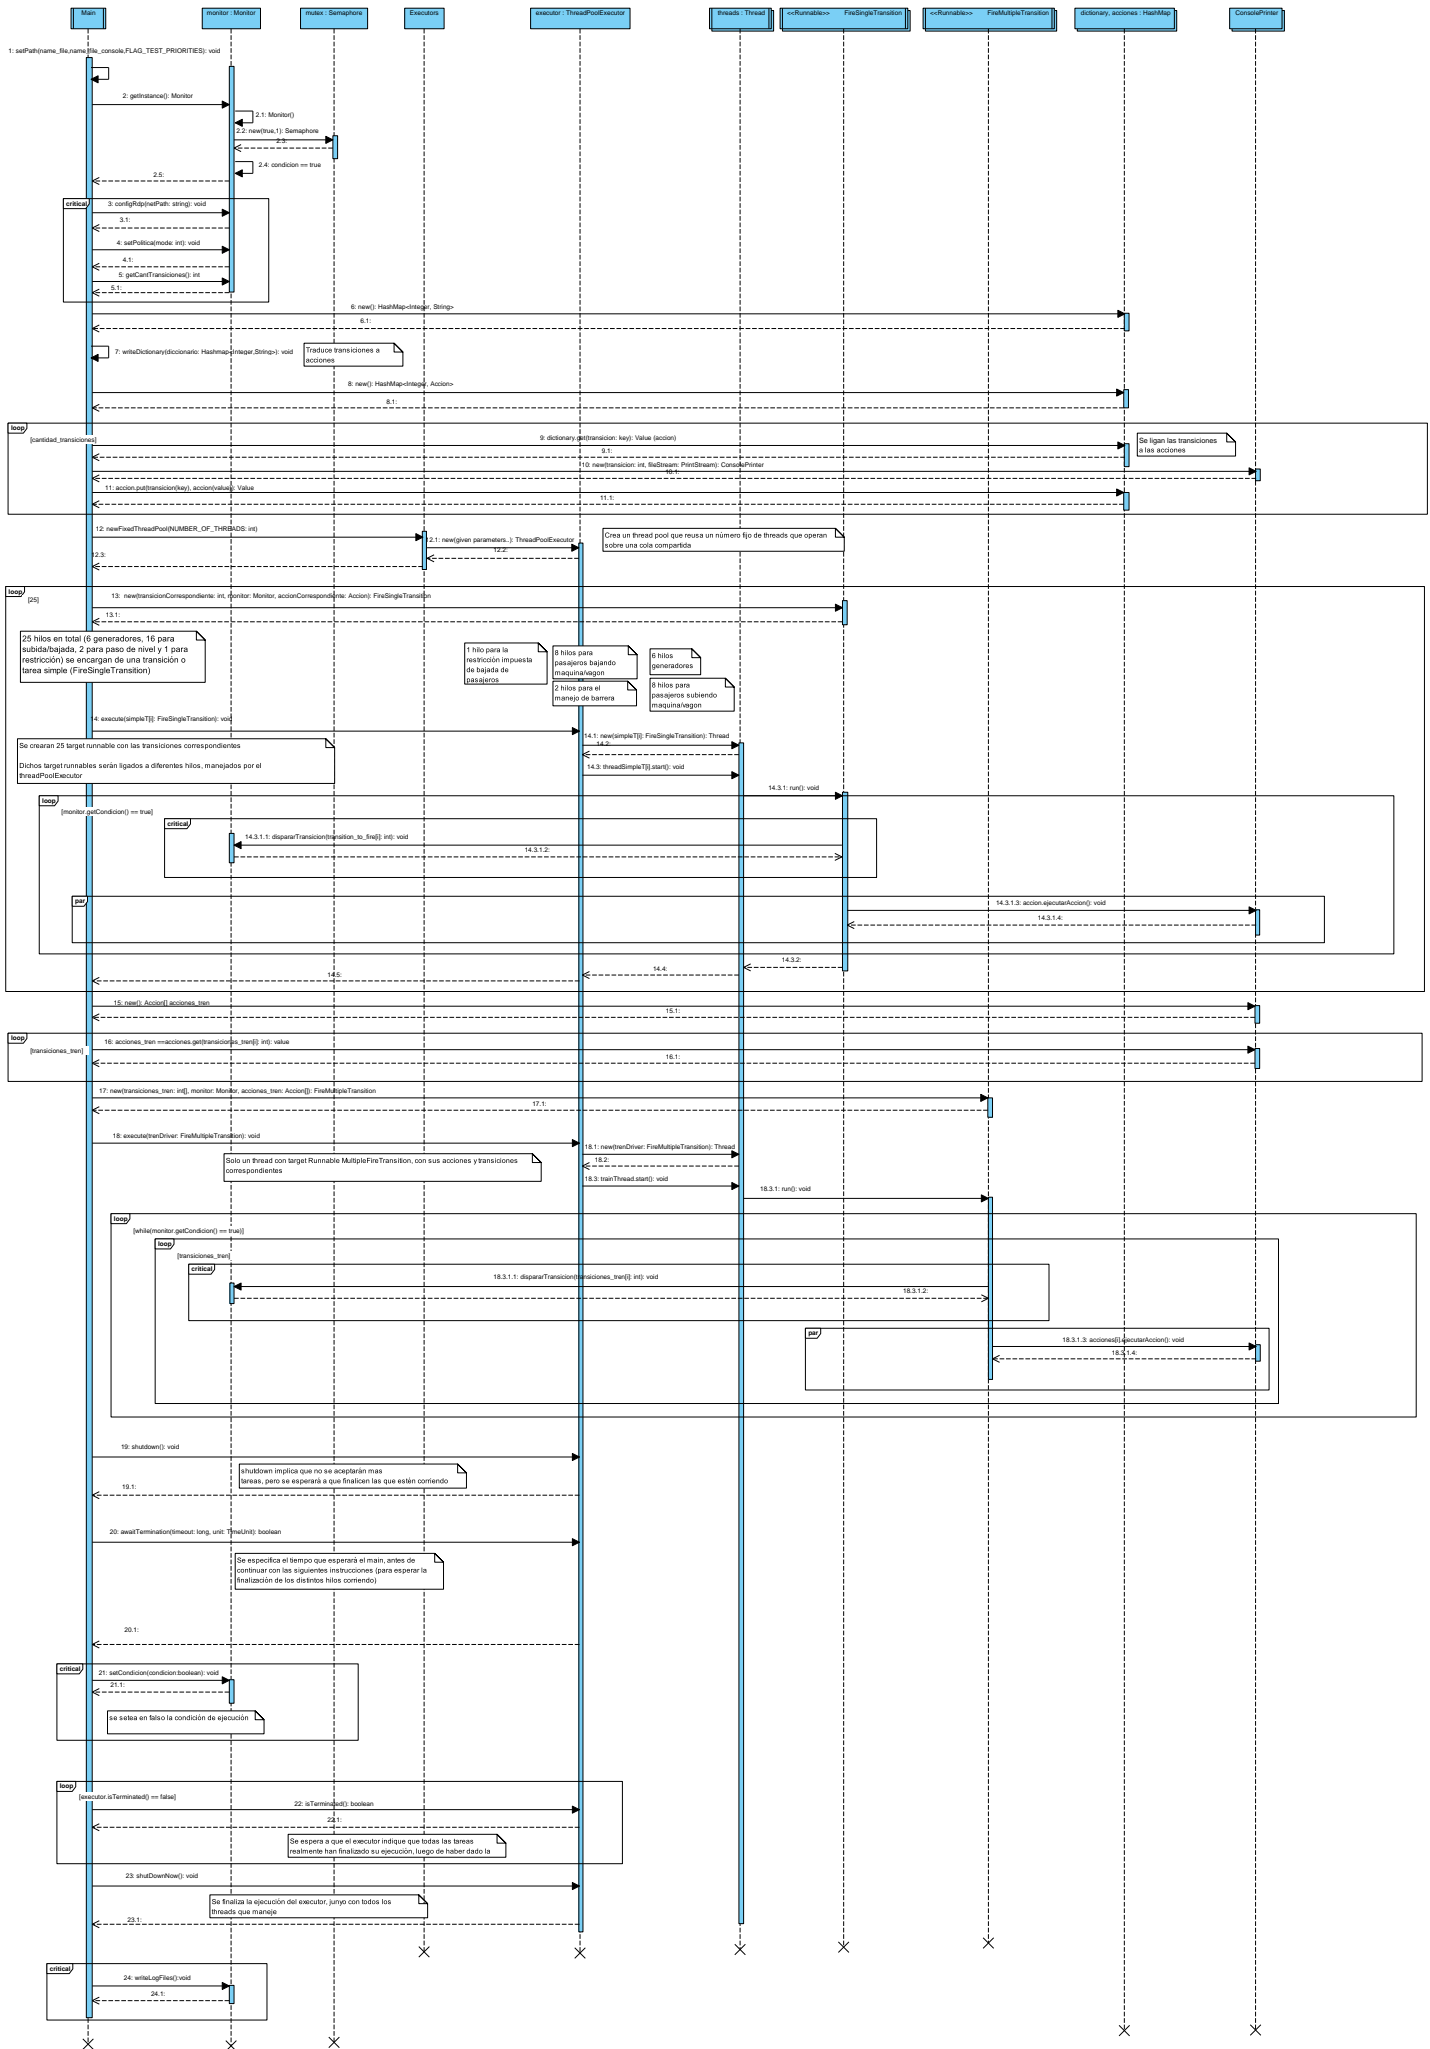 Main
monitor : Monitor
mutex : Semaphore
Executors
executor : ThreadPoolExecutor
threads : Thread
<<Runnable>> FireSingleTransition
<<Runnable>> FireMultipleTransition
dictionary, acciones : HashMap
ConsolePrinter
1: setPath(name_file,name_file_console,FLAG_TEST_PRIORITIES): void
2: getInstance(): Monitor
2.1: Monitor()
2.2: new(true,1): Semaphore
2.3:
2.4: condicion == true
2.5:
critical
3: configRdp(netPath: string): void
3.1:
4: setPolitica(mode: int): void
4.1:
5: getCantTransiciones(): int
5.1:
6: new(): HashMap<Integer, String>
6.1:
7: writeDictionary(diccionario: Hashmap<Integer,String>): void
Traduce transiciones a
acciones
8: new(): HashMap<Integer, Accion>
8.1:
loop
[cantidad_transiciones]
9: dictionary.get(transicion: key): Value (accion)
Se ligan las transiciones
a las acciones
9.1:
10: new(transicion: int, fileStream: PrintStream): ConsolePrinter
10.1:
11: accion.put(transicion(key), accion(value)): Value
11.1:
12: newFixedThreadPool(NUMBER_OF_THREADS: int)
12.1: new(given parameters..): ThreadPoolExecutor
12.2:
12.3:
Crea un thread pool que reusa un número fijo de threads que operan
sobre una cola compartida
loop
[25]
13: new(transicionCorrespondiente: int, monitor: Monitor, accionCorrespondiente: Accion): FireSingleTransition
13.1:
25 hilos en total (6 generadores, 16 para
subida/bajada, 2 para paso de nivel y 1 para
restricción) se encargan de una transición o
tarea simple (FireSingleTransition)
1 hilo para la
restricción impuesta
de bajada de
pasajeros
8 hilos para
pasajeros bajando
maquina/vagon
6 hilos
generadores
2 hilos para el
manejo de barrera
8 hilos para
pasajeros subiendo
maquina/vagon
14: execute(simpleT[i]: FireSingleTransition): void
14.1: new(simpleT[i]: FireSingleTransition): Thread
14.2:
Se crearan 25 target runnable con las transiciones correspondientes
Dichos target runnables serán ligados a diferentes hilos, manejados por el
threadPoolExecutor
14.3: threadSimpleT[i].start(): void
14.3.1: run(): void
loop
[monitor.getCondicion() == true]
critical
14.3.1.1: dispararTransicion(transition_to_fire[i]: int): void
14.3.1.2:
par
14.3.1.3: accion.ejecutarAccion(): void
14.3.1.4:
14.3.2:
14.4:
14.5:
15: new(): Accion[] acciones_tren
15.1:
loop
[transiciones_tren]
16: acciones_tren ==acciones.get(transiciones_tren[i]: int): value
16.1:
17: new(transiciones_tren: int[], monitor: Monitor, acciones_tren: Accion[]): FireMultipleTransition
17.1:
18: execute(trenDriver: FireMultipleTransition): void
18.1: new(trenDriver: FireMultipleTransition): Thread
18.2:
Solo un thread con target Runnable MultipleFireTransition, con sus acciones y transiciones
correspondientes
18.3: trainThread.start(): void
18.3.1: run(): void
loop
[while(monitor.getCondicion() == true)]
loop
[transiciones_tren]
critical
18.3.1.1: dispararTransicion(transiciones_tren[i]: int): void
18.3.1.2:
par
18.3.1.3: acciones[i].ejecutarAccion(): void
18.3.1.4:
19: shutdown(): void
shutdown implica que no se aceptarán mas
tareas, pero se esperará a que finalicen las que estén corriendo
19.1:
20: awaitTermination(timeout: long, unit: TimeUnit): boolean
Se especifica el tiempo que esperará el main, antes de
continuar con las siguientes instrucciones (para esperar la
finalización de los distintos hilos corriendo)
20.1:
critical
21: setCondicion(condicion:boolean): void
21.1:
se setea en falso la condición de ejecución
loop
[executor.isTerminated() == false]
22: isTerminated(): boolean
22.1:
Se espera a que el executor indique que todas las tareas
realmente han finalizado su ejecución, luego de haber dado la
23: shutDownNow(): void
Se finaliza la ejecución del executor, junyo con todos los
threads que maneje
23.1:
critical
24: writeLogFiles():void
24.1: